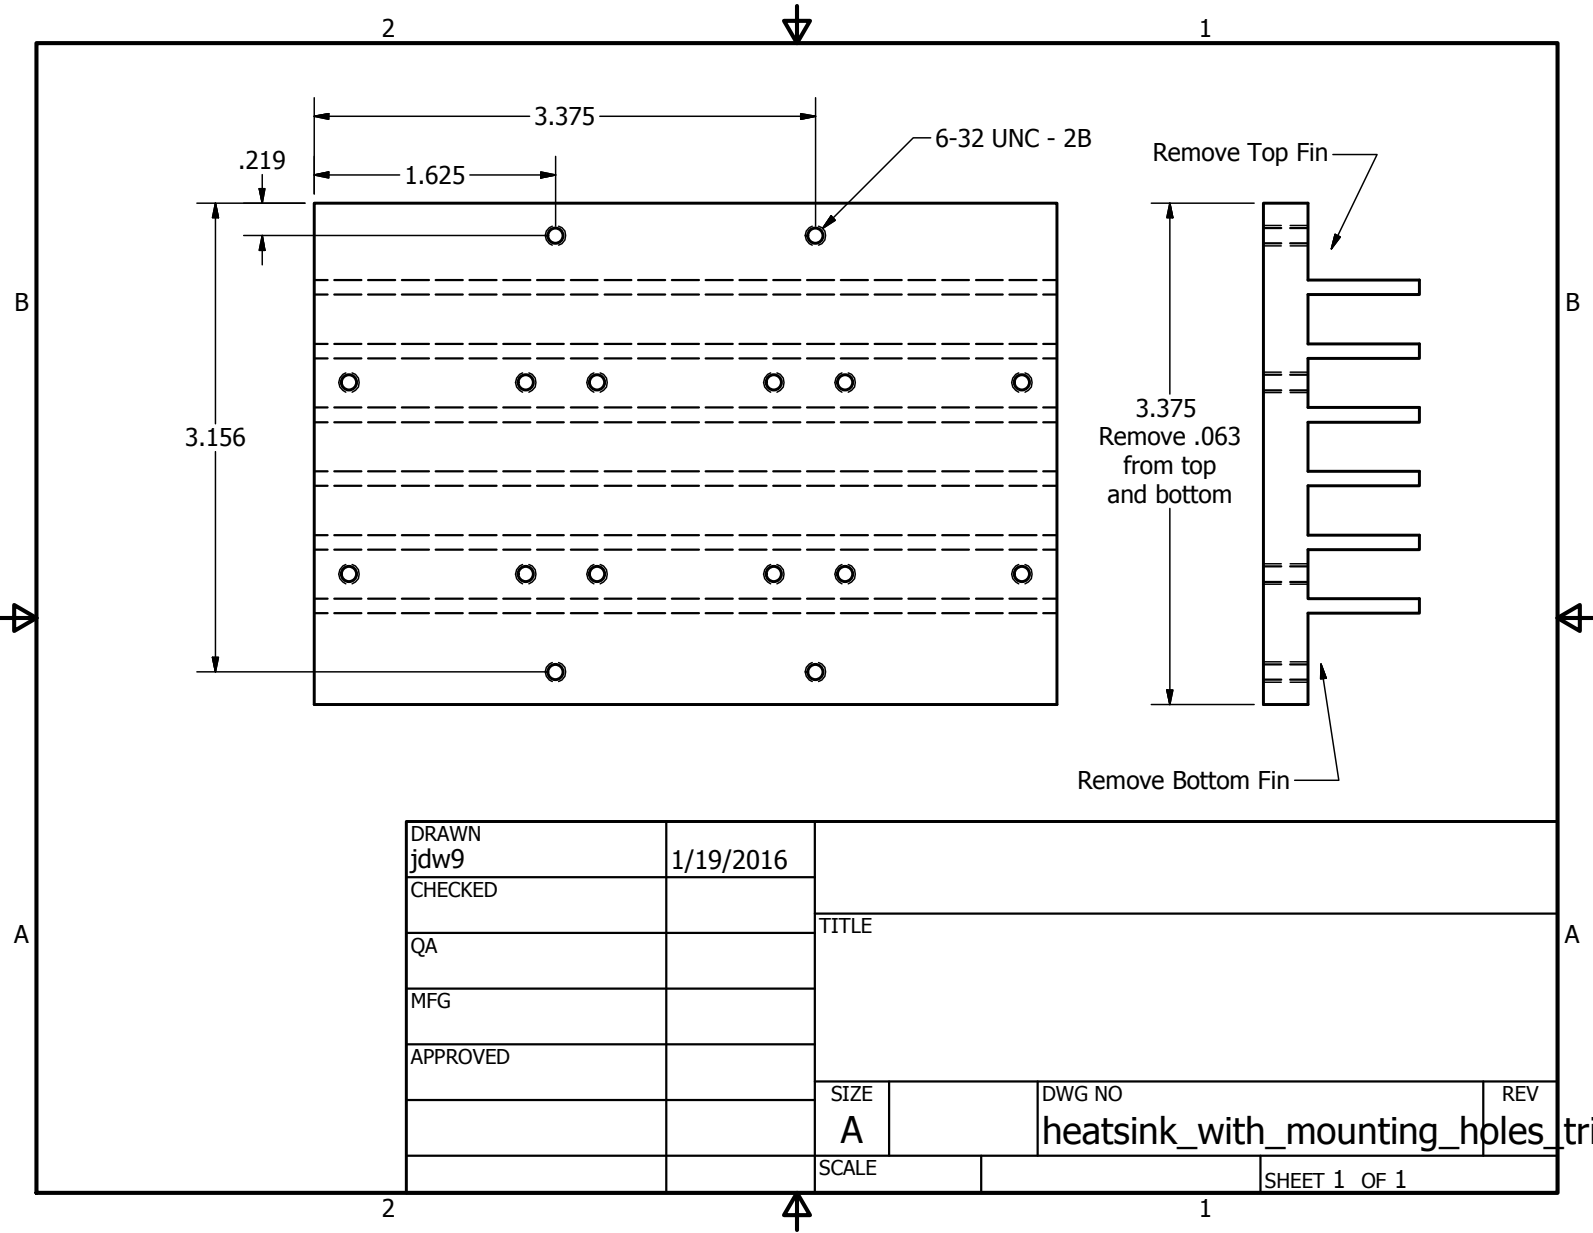 2
1
3.375
6-32 UNC - 2B
.219
1.625
Remove Top Fin
B
B
3.156
3.375
Remove .063
from top
and bottom
Remove Bottom Fin
DRAWN
jdw9
1/19/2016
CHECKED
QA
MFG
APPROVED
TITLE
A
A
SIZE
A
DWG NO
heatsink_with_mounting_holes_tri
REV
SCALE
SHEET 1 OF 1
2
1